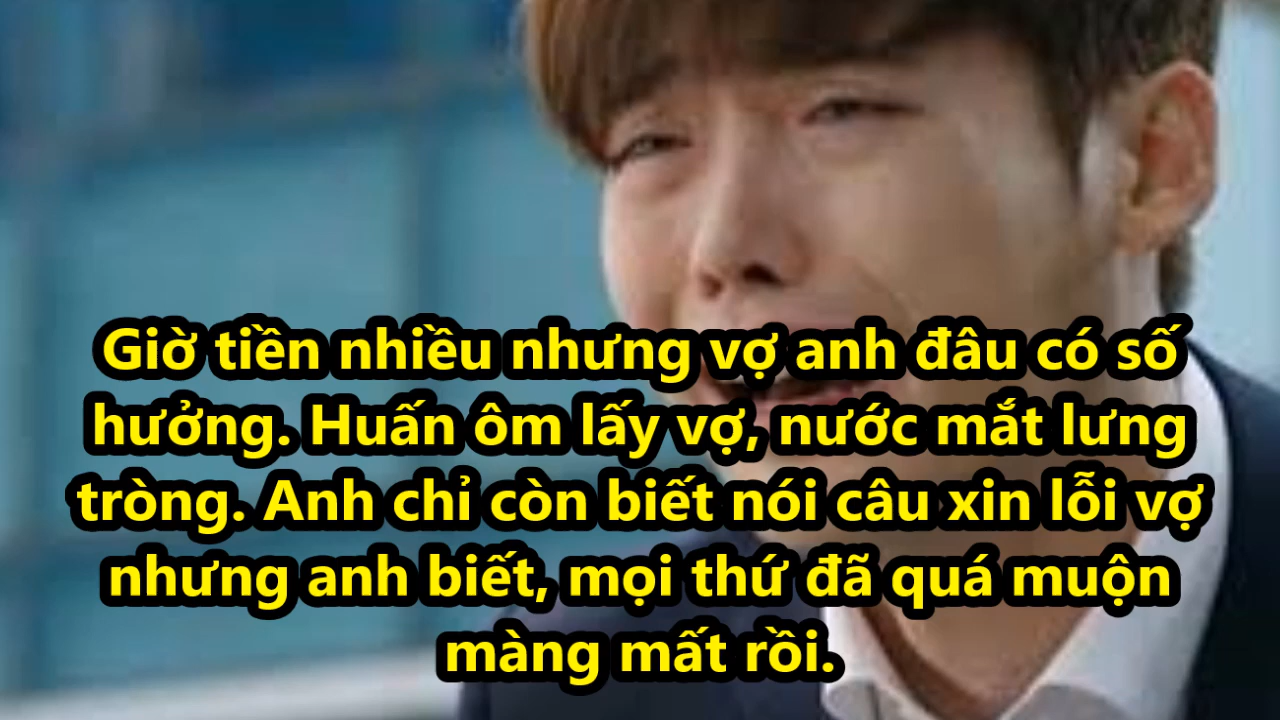 Giờ tiền nhiều nhưng vợ anh đâu có số
hưởng. Huấn ôm lấy vợ, nước mắt lưng
tròng. Anh chỉ còn biết nói câu xin lỗi vợ
nhưng anh biết, mọi thứ đã quá muộn
màng mất rồi.